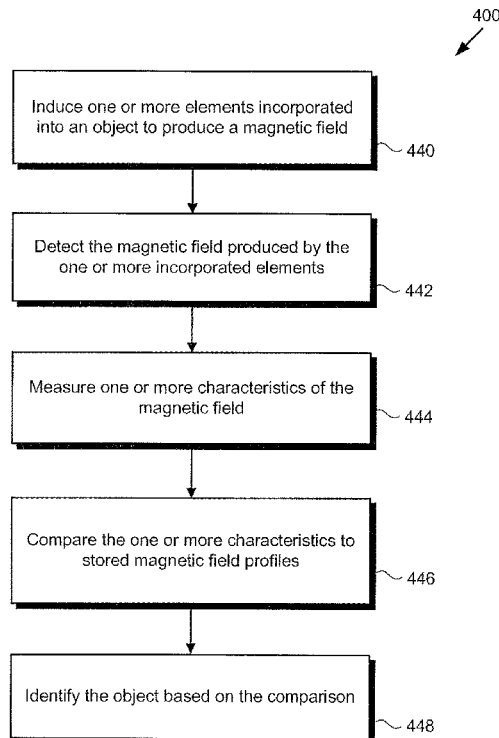 400
Induce one or more elements incorporated
into an object to produce a magnetic field
440
Detect the magnetic field produced by the
one or more incorporated elements
442
Measure one or more characteristics of the
magnetic field
444
Compare the one or more characteristics to
stored magnetic field profiles
446
Identify the object based on the comparison
448